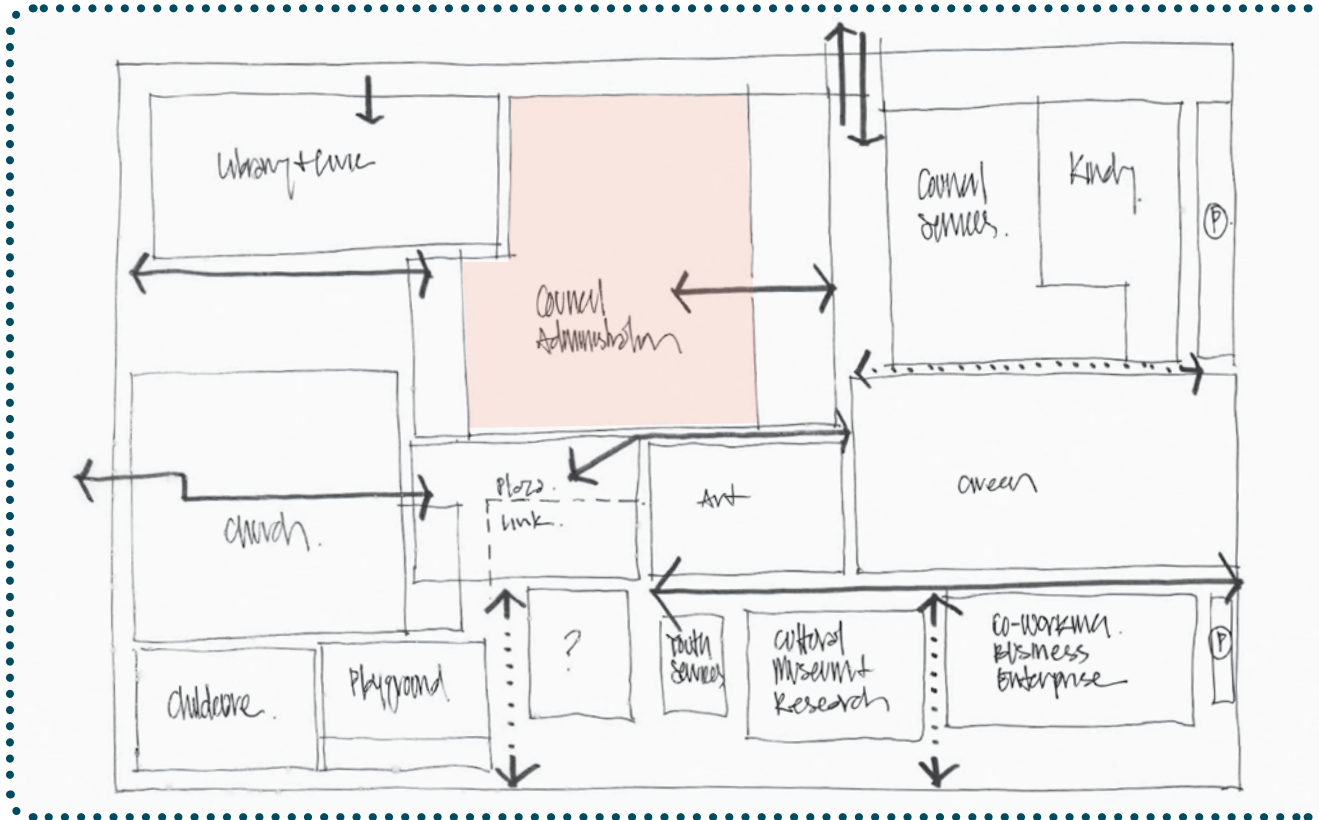 Library + Civic
Council
Administration
Council
Services.
Kindy.
P
Plaza.
Link.
Art
Green
Church.
Childcare.
Playground
?
Youth
Services
Cultural
Museum +
Research
Co-working.
Business
Enterprise
P